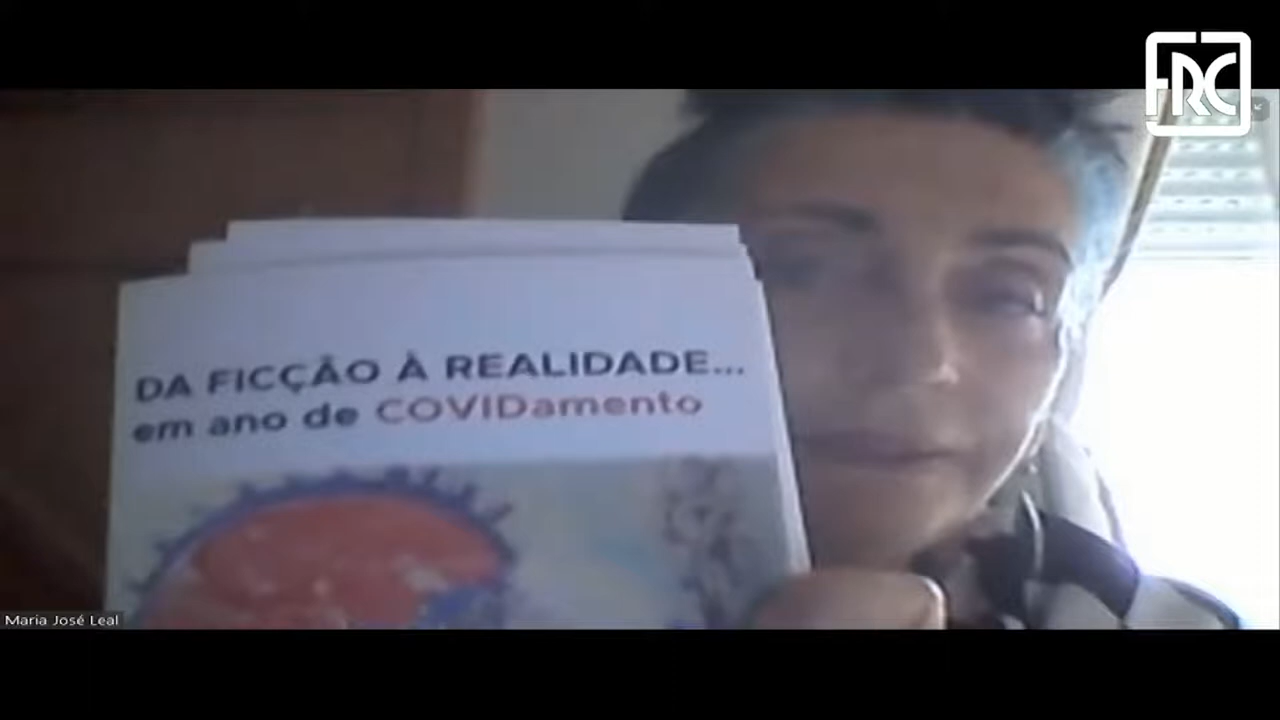 FRC
DA FICÇÃO À REALIDADE...
em ano de COVIDamento
Maria José Leal